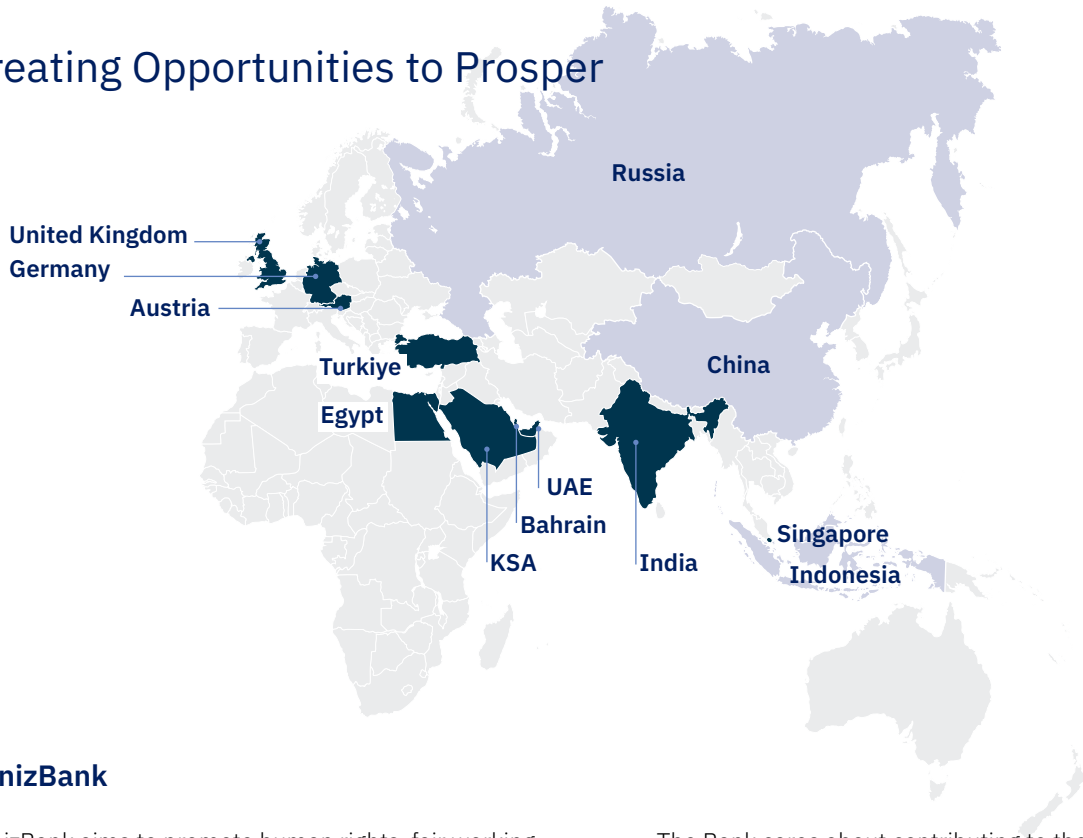 reating Opportunities to Prosper
Russia
United Kingdom
Germany
Austria
Turkiye
China
Egypt
UAE
Bahrain
KSA
India
Singapore
Indonesia
nizBank